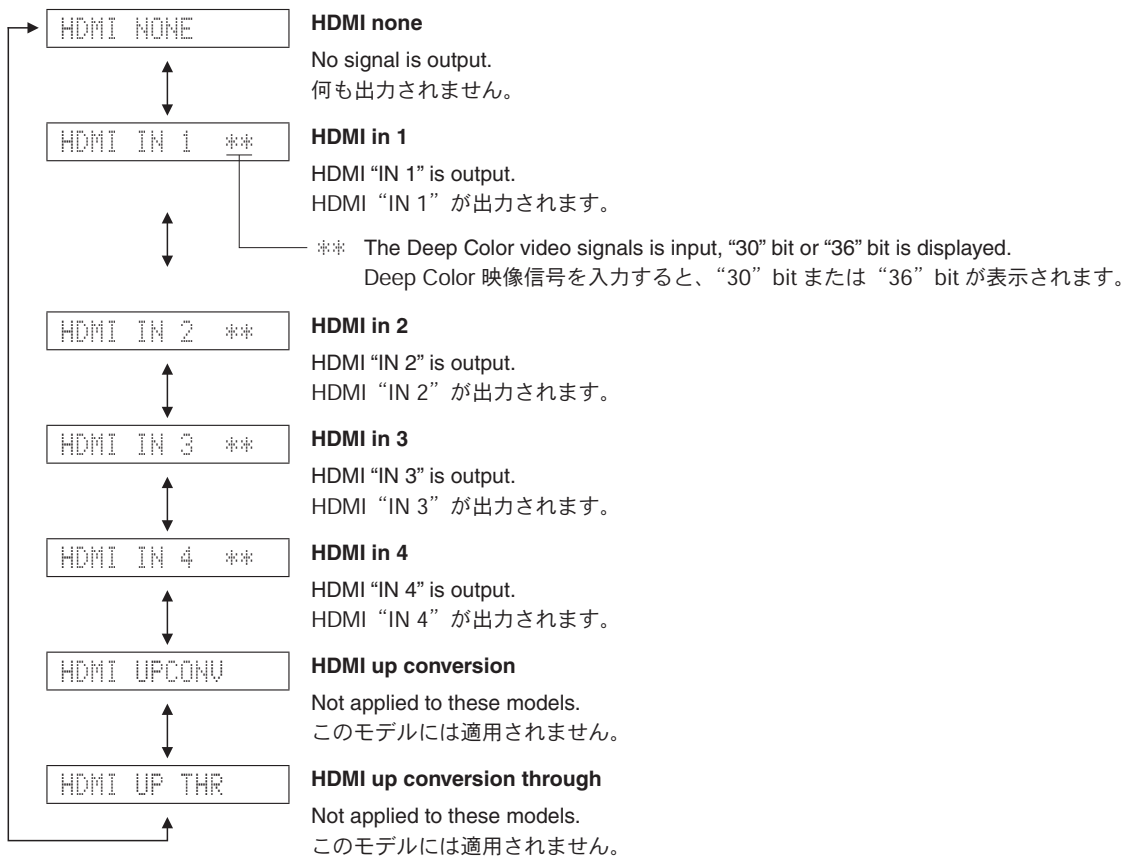 HDMI NONE
HDMI none
No signal is output.
何も出力されません。
HDMI IN 1 **
HDMI in 1
HDMI “IN 1” is output.
HDMI“IN 1”が出力されます。
** The Deep Color video signals is input, “30” bit or “36” bit is displayed.
Deep Color 映像信号を入力すると、“30”bit または“36”bit が表示されます。
HDMI IN 2 **
HDMI in 2
HDMI “IN 2” is output.
HDMI“IN 2”が出力されます。
HDMI IN 3 **
HDMI in 3
HDMI “IN 3” is output.
HDMI“IN 3”が出力されます。
HDMI IN 4 **
HDMI in 4
HDMI “IN 4” is output.
HDMI“IN 4”が出力されます。
HDMI UPCONV
HDMI up conversion
Not applied to these models.
このモデルには適用されません。
HDMI UP THR
HDMI up conversion through
Not applied to these models.
このモデルには適用されません。